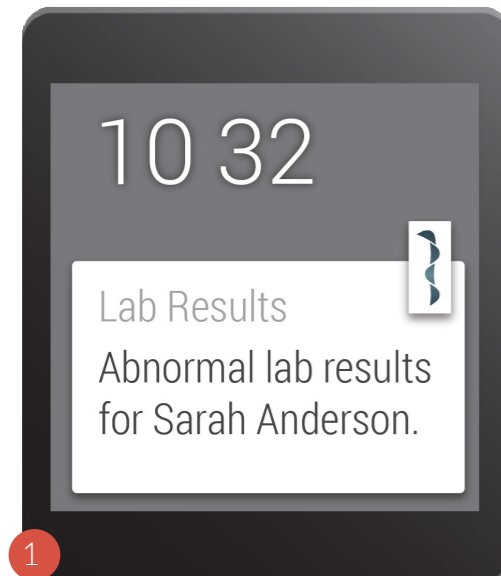 10 32
Lab Results
Abnormal lab results
for Sarah Anderson.
1